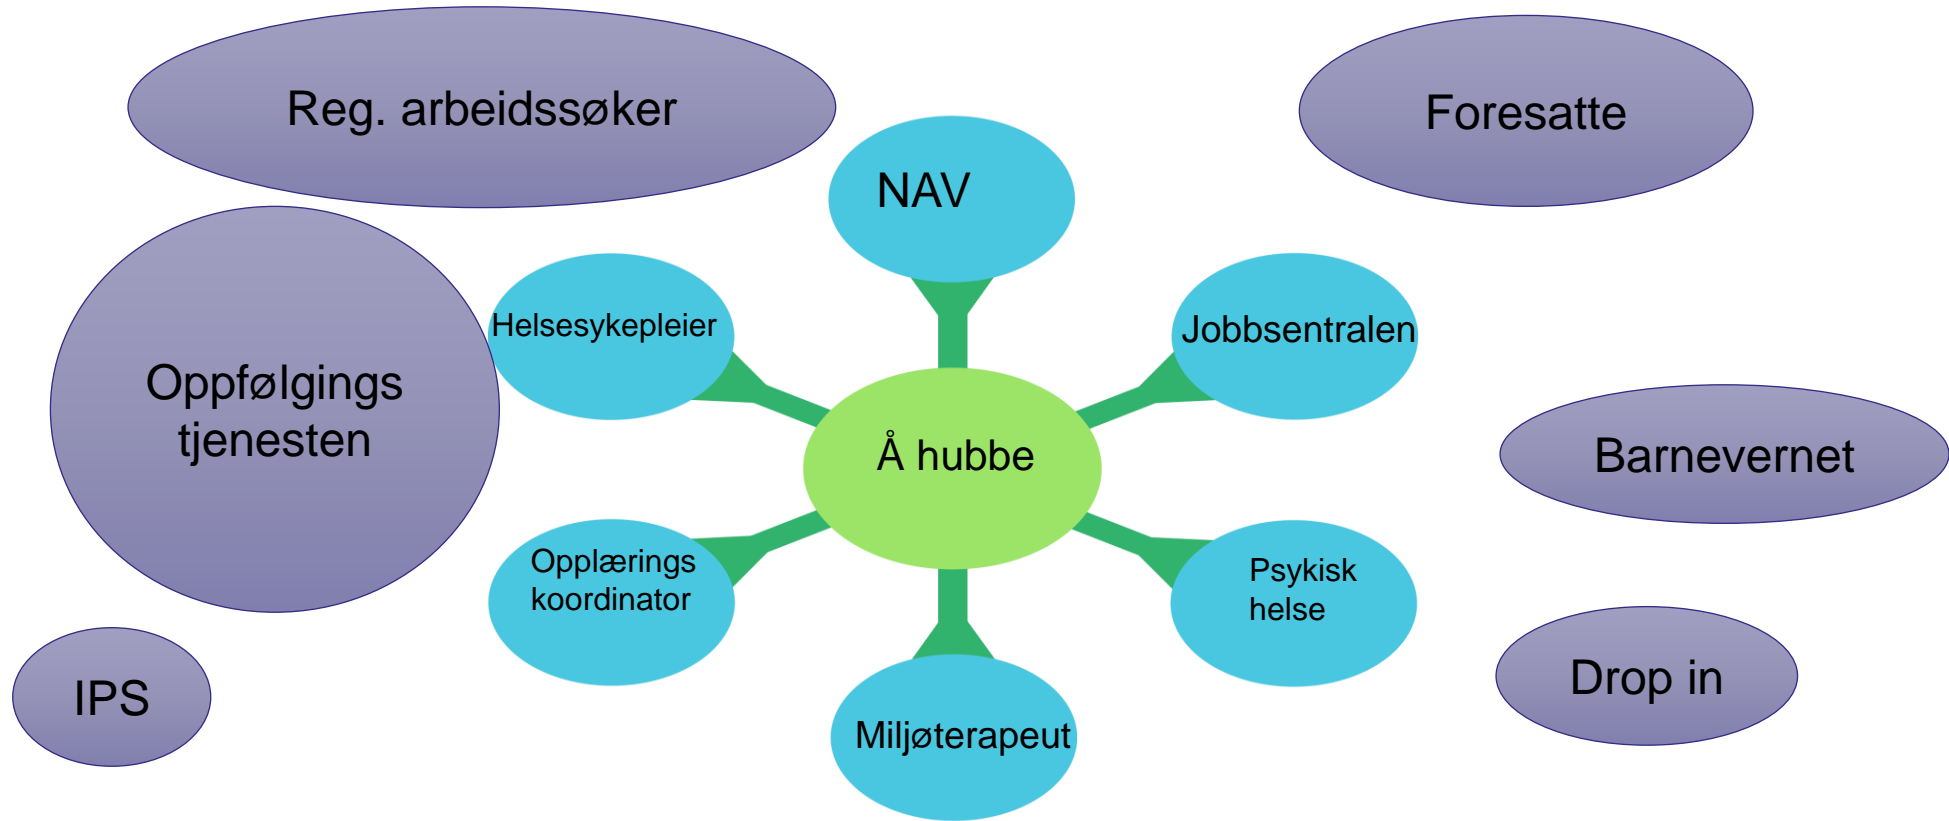 Reg. arbeidssøker
Foresatte
NAV
Helsesykepleier
Jobbsentralen
Oppfølgings
tjenesten
Å hubbe
Barnevernet
Opplærings
koordinator
Psykisk
helse
IPS
Drop in
Miljøterapeut